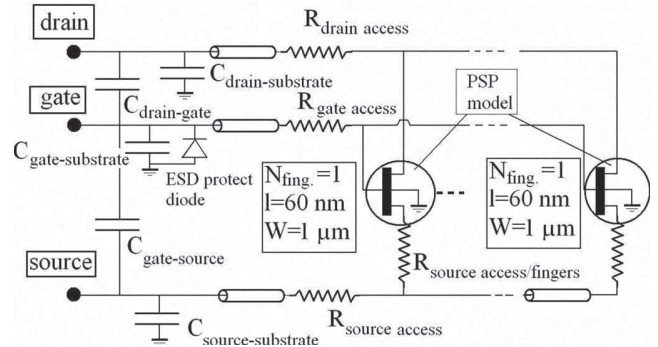 drain
R drain access
C drain-substrate
PSP
model
gate
C drain-gate
R gate access
C gate-substrate
ESD protect
diode
N fing. =1
l=60 nm
W=1 μm
N fing. =1
l=60 nm
W=1 μm
C gate-source
source
R source access/fingers
C source-substrate
R source access